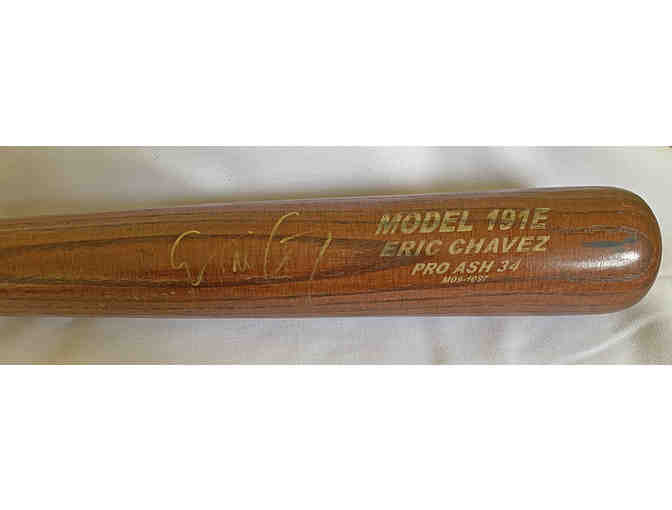 MODEL 191E
ERIC CHAVEZ
PRO ASH 34